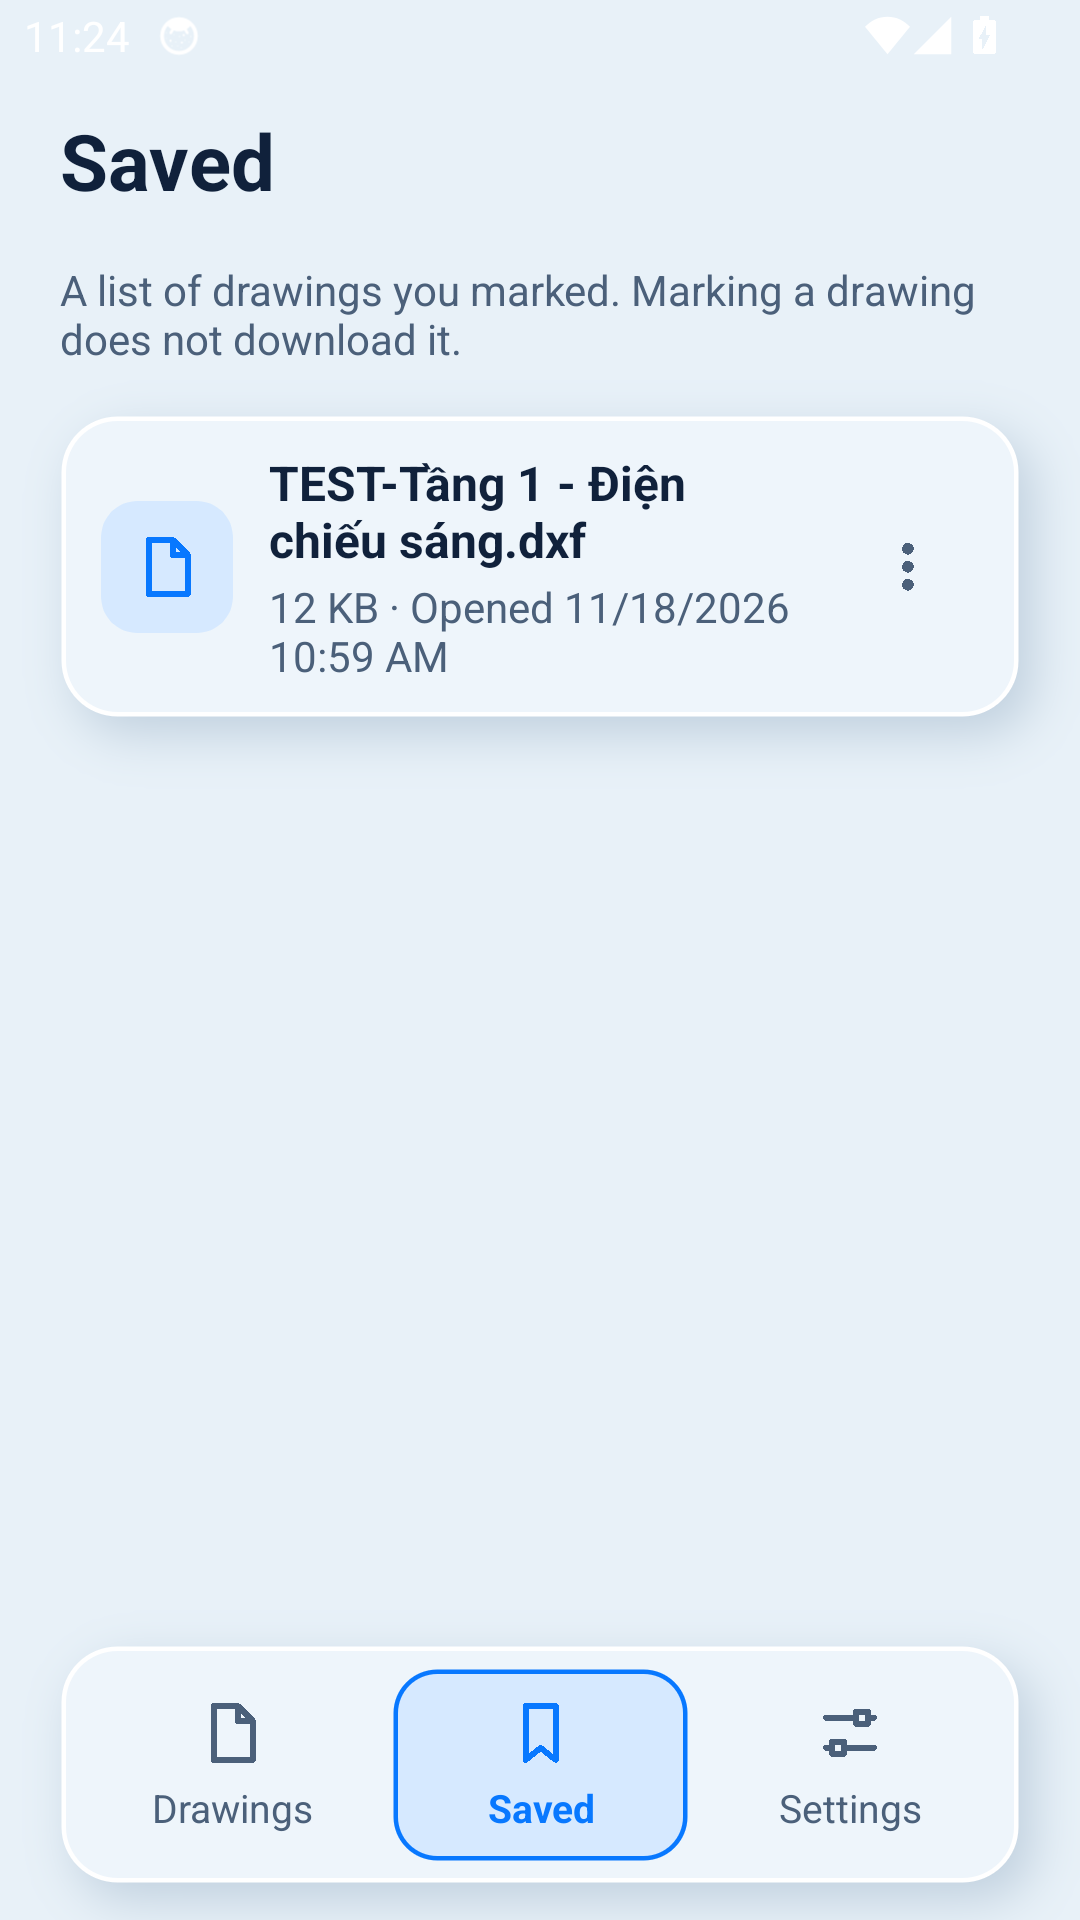 11:24
Saved
A list of drawings you marked. Marking a drawing
does not download it.
TEST-Tầng 1 - Điện
chiếu sáng.dxf
12 KB · Opened 11/18/2026
10:59 AM
Drawings
Saved
Settings